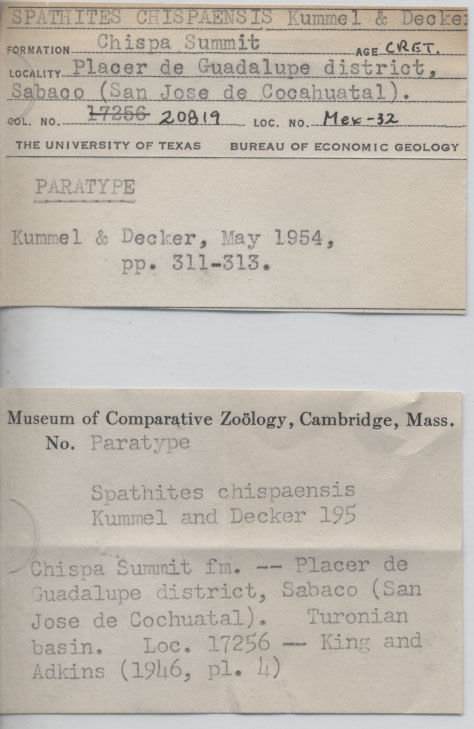 SPATHITES CHISPAENSIS Kummel & Decke
FORMATION Chispa Summit AGE CRET.
LOCALITY Placer de Guadalupe district,
Sabaco (San Jose de Cocahuatal).
COL. NO. 17256 20819 LOC. NO. Mex-32
THE UNIVERSITY OF TEXAS BUREAU OF ECONOMIC GEOLOGY
PARATYPE
Kummel & Decker, May 1954,
pp. 311-313.
Museum of Comparative Zoölogy, Cambridge, Mass.
No. Paratype
Spathites chispaensis
Kummel and Decker 195
Chispa Summit fm. -- Placer de
Guadalupe district, Sabaco (San
Jose de Cochuatal). Turonian
basin. Loc. 17256 -- King and
Adkins (1946, pl. 4)